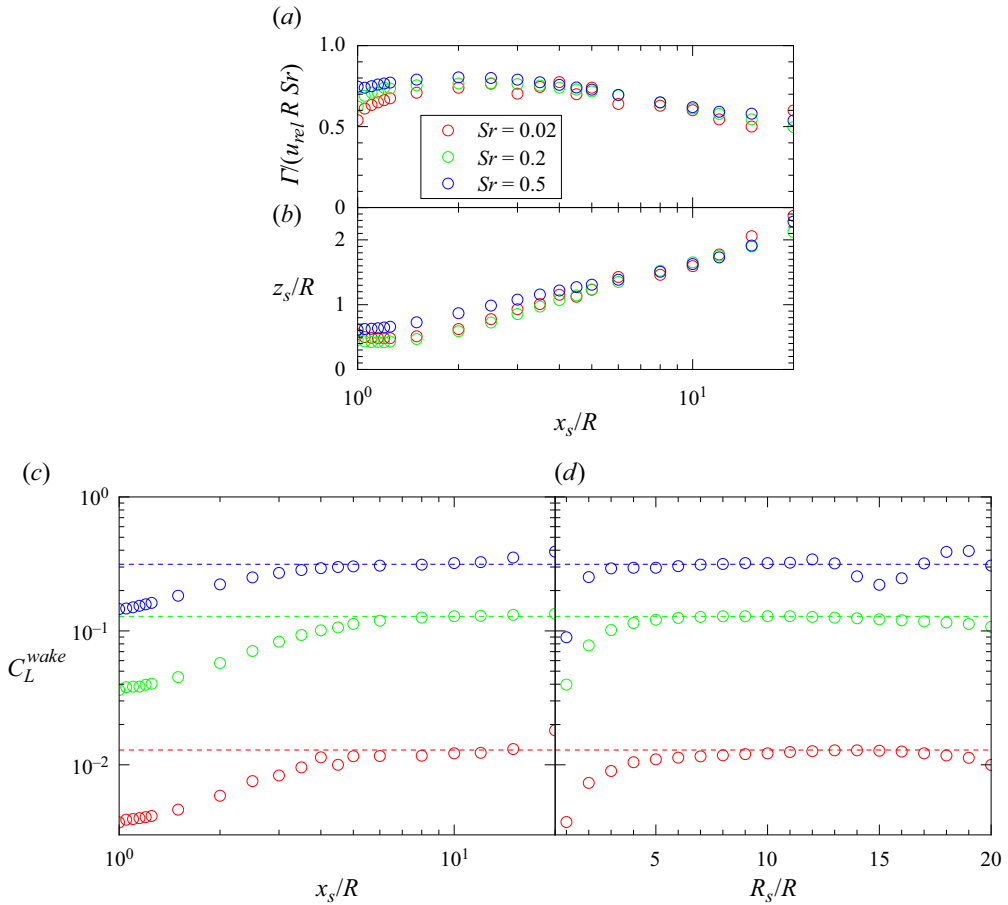 (a)
1.0
0.5
0
Γ/(u_rel R Sr)
Sr = 0.02
Sr = 0.2
Sr = 0.5
(b)
2
1
0
z_s/R
10^0
10^1
x_s/R
(c)
(d)
10^0
10^-1
10^-2
C_L^wake
10^0
10^1
x_s/R
5
10
15
20
R_s/R